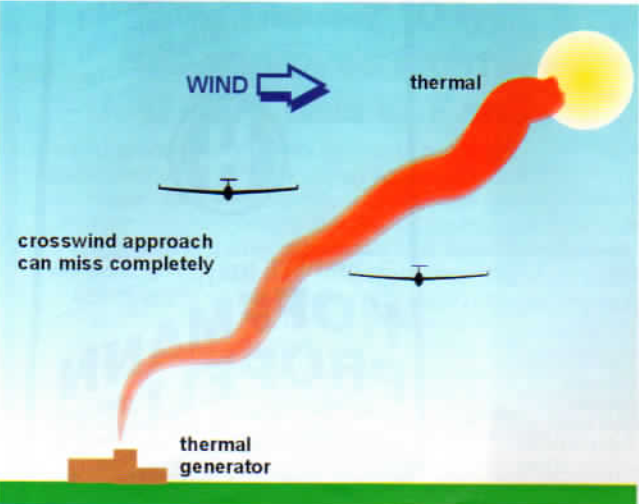 WIND
thermal
crosswind approach
can miss completely
thermal
generator